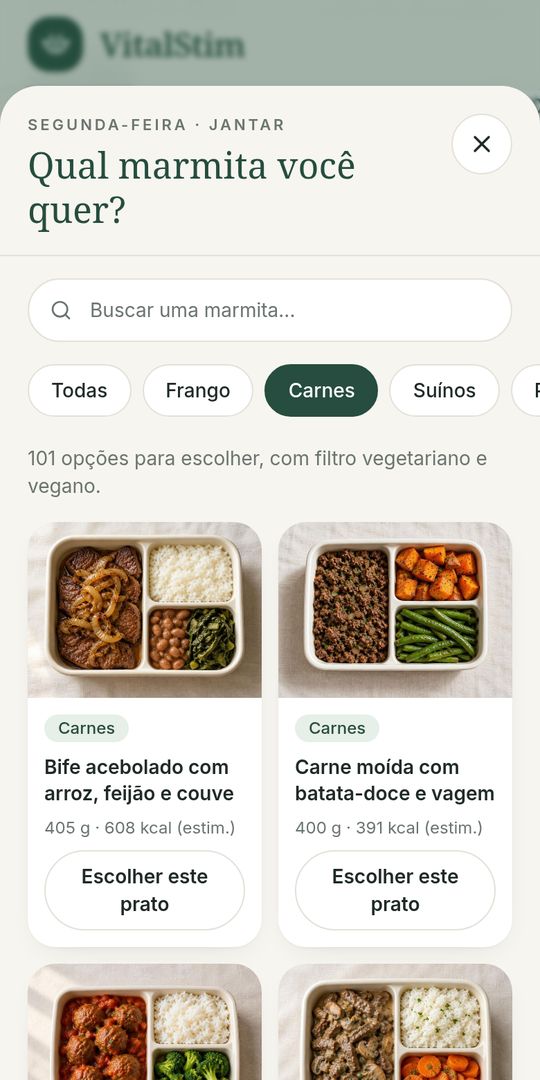 VitalStim
SEGUNDA-FEIRA · JANTAR
Qual marmita você
quer?
Buscar uma marmita...
Todas
Frango
Carnes
Suínos
101 opções para escolher, com filtro vegetariano e
vegano.
Carnes
Bife acebolado com
arroz, feijão e couve
405 g · 608 kcal (estim.)
Escolher este
prato
Carnes
Carne moída com
batata-doce e vagem
400 g · 391 kcal (estim.)
Escolher este
prato